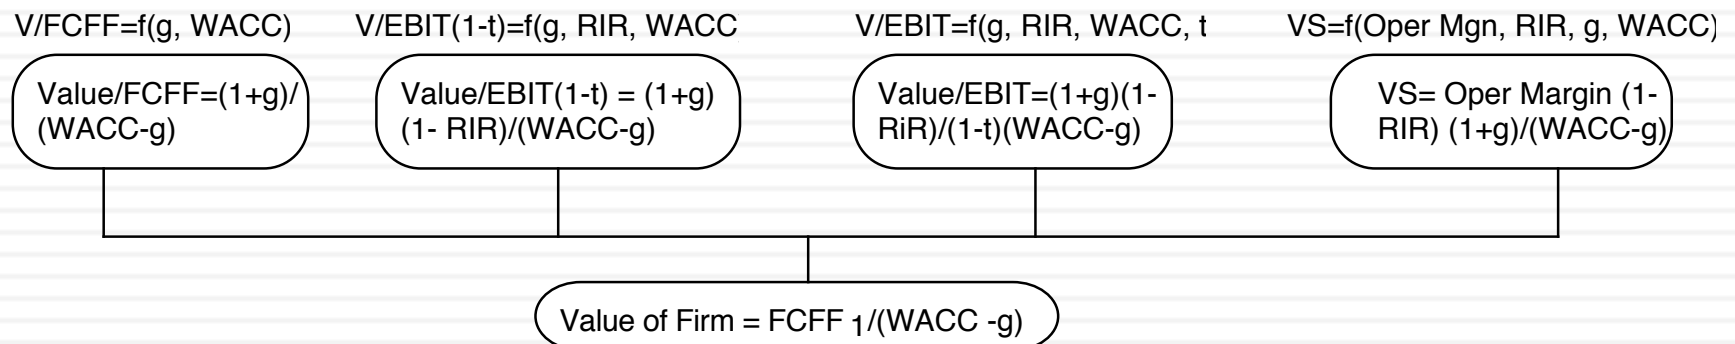 V/FCFF=f(g, WACC)
V/EBIT(1-t)=f(g, RIR, WACC
V/EBIT=f(g, RIR, WACC, t
VS=f(Oper Mgn, RIR, g, WACC)
Value/FCFF=(1+g)/
(WACC-g)
Value/EBIT(1-t) = (1+g)
(1- RIR)/(WACC-g)
Value/EBIT=(1+g)(1-
RiR)/(1-t)(WACC-g)
VS= Oper Margin (1-
RIR) (1+g)/(WACC-g)
Value of Firm = FCFF 1/(WACC -g)